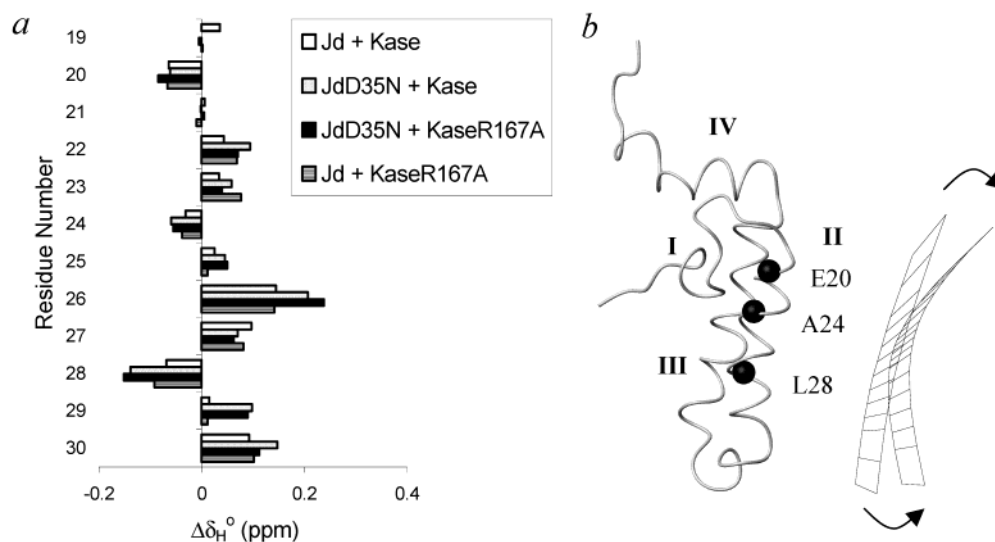 a
19
20
21
22
23
24
25
26
27
28
29
30
Residue Number
-0.2 0 0.2 0.4
Δδ_H° (ppm)
Jd + Kase
JdD35N + Kase
JdD35N + KaseR167A
Jd + KaseR167A
b
IV
II
I
E20
A24
III
L28